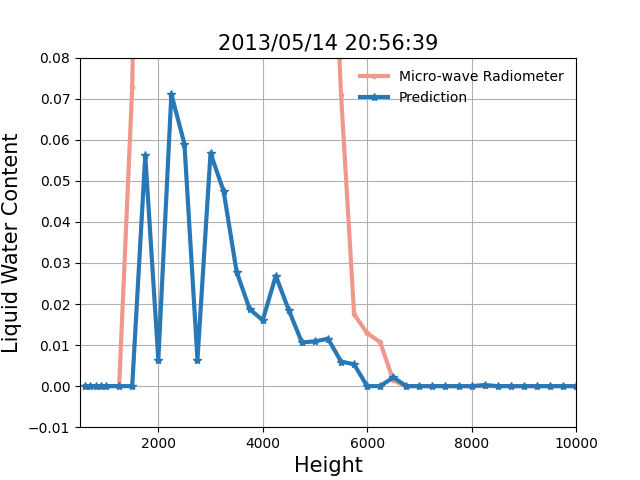 2013/05/14 20:56:39
Liquid Water Content
0.08
0.07
0.06
0.05
0.04
0.03
0.02
0.01
0.00
−0.01
Micro-wave Radiometer
Prediction
2000 4000 6000 8000 10000
Height